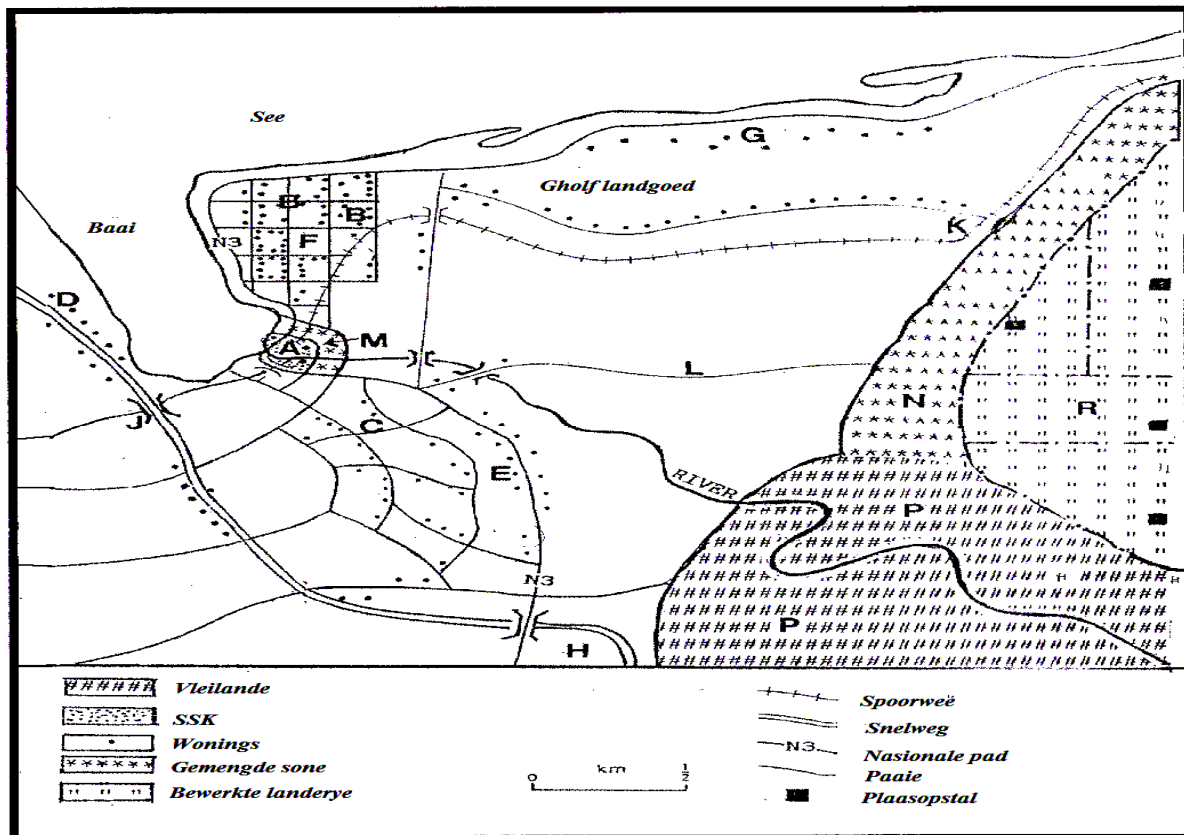 See
G
Gholf landgoed
B
B
Baai
K
N3
F
D
M
A
L
N
R
J
C
E
RIVER
P
N3
P
H
Vleilande
SSK
Wonings
Gemengde sone
Bewerkte landerye
0 km 1/2
Spoorweë
Snelweg
N3 Nasionale pad
Paaie
Plaasopstal